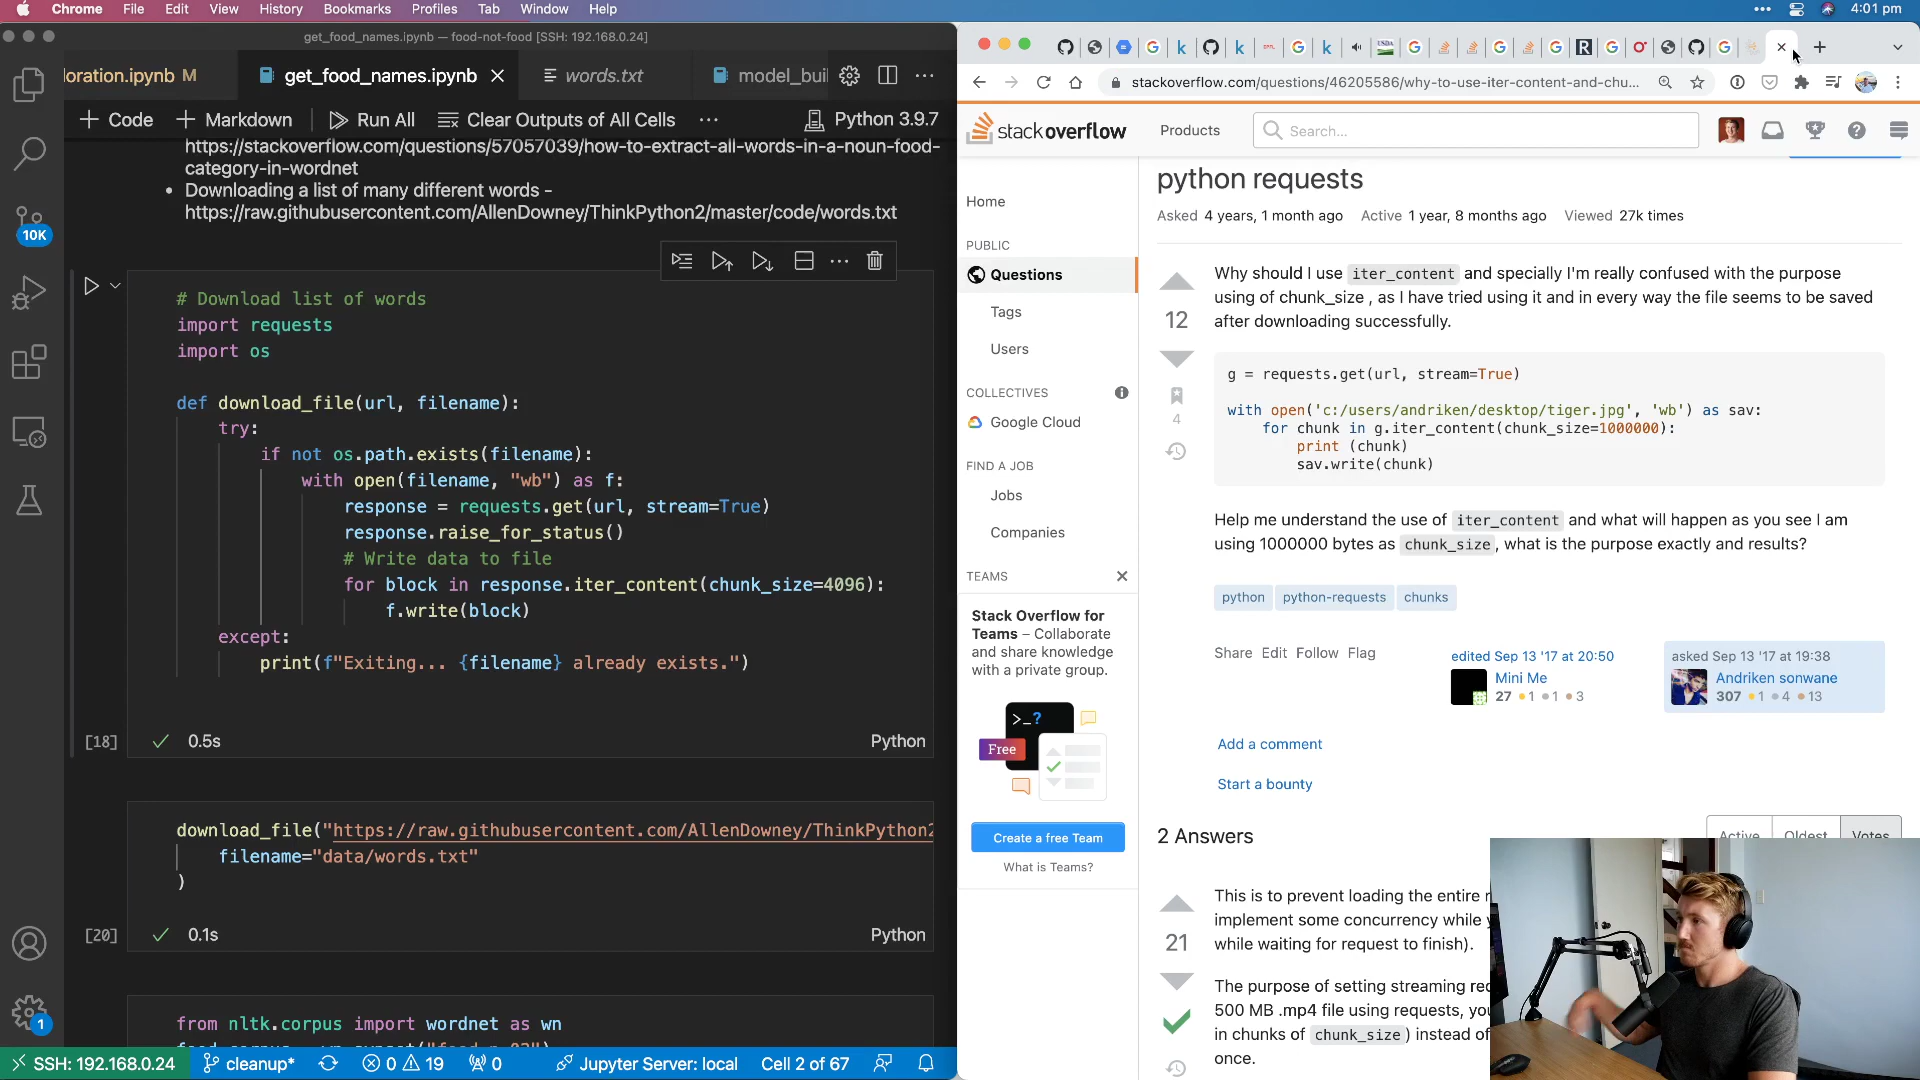 Chrome File Edit View History Bookmarks Profiles Tab Window Help
4:01 pm
get_food_names.ipynb — food-not-food [SSH: 192.168.0.24]
loration.ipynb M
get_food_names.ipynb
words.txt
model_buil
Code
Markdown
Run All
Clear Outputs of All Cells
Python 3.9.7
https://stackoverflow.com/questions/57057039/how-to-extract-all-words-in-a-noun-food-
category-in-wordnet
• Downloading a list of many different words -
https://raw.githubusercontent.com/AllenDowney/ThinkPython2/master/code/words.txt
10K
# Download list of words
import requests
import os
def download_file(url, filename):
try:
if not os.path.exists(filename):
with open(filename, "wb") as f:
response = requests.get(url, stream=True)
response.raise_for_status()
# Write data to file
for block in response.iter_content(chunk_size=4096):
f.write(block)
except:
print(f"Exiting... {filename} already exists.")
[18]
0.5s
Python
download_file("https://raw.githubusercontent.com/AllenDowney/ThinkPython2
filename="data/words.txt"
)
[20]
0.1s
Python
from nltk.corpus import wordnet as wn
1
SSH: 192.168.0.24
cleanup*
0
19
0
Jupyter Server: local
Cell 2 of 67
stackoverflow.com/questions/46205586/why-to-use-iter-content-and-chu...
stackoverflow
Products
Search...
Home
PUBLIC
Questions
Tags
Users
COLLECTIVES
Google Cloud
FIND A JOB
Jobs
Companies
TEAMS
Stack Overflow for
Teams – Collaborate
and share knowledge
with a private group.
>_?
Free
Create a free Team
What is Teams?
python requests
Asked 4 years, 1 month ago Active 1 year, 8 months ago Viewed 27k times
12
4
Why should I use iter_content and specially I'm really confused with the purpose
using of chunk_size , as I have tried using it and in every way the file seems to be saved
after downloading successfully.
g = requests.get(url, stream=True)
with open('c:/users/andriken/desktop/tiger.jpg', 'wb') as sav:
for chunk in g.iter_content(chunk_size=1000000):
print (chunk)
sav.write(chunk)
Help me understand the use of iter_content and what will happen as you see I am
using 1000000 bytes as chunk_size, what is the purpose exactly and results?
python python-requests chunks
Share Edit Follow Flag
edited Sep 13 '17 at 20:50
Mini Me
27 1 1 3
asked Sep 13 '17 at 19:38
Andriken sonwane
307 1 4 13
Add a comment
Start a bounty
2 Answers
Active Oldest Votes
21
This is to prevent loading the entire
implement some concurrency while
while waiting for request to finish).
The purpose of setting streaming
500 MB .mp4 file using requests,
in chunks of chunk_size) instead of
once.